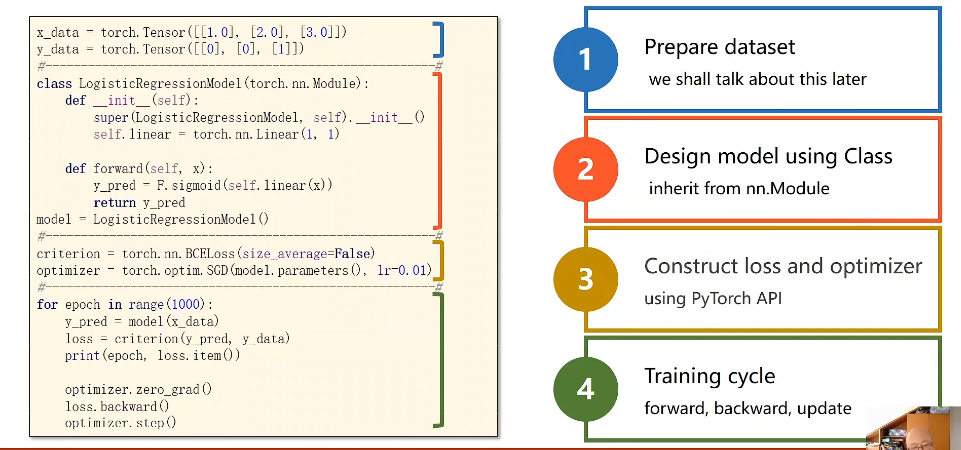 x_data = torch.Tensor([[1.0], [2.0], [3.0]])
y_data = torch.Tensor([[0], [0], [1]])
#-------------------------------------------------------#
class LogisticRegressionModel(torch.nn.Module):
    def __init__(self):
        super(LogisticRegressionModel, self).__init__()
        self.linear = torch.nn.Linear(1, 1)
    def forward(self, x):
        y_pred = F.sigmoid(self.linear(x))
        return y_pred
model = LogisticRegressionModel()
#-------------------------------------------------------#
criterion = torch.nn.BCELoss(size_average=False)
optimizer = torch.optim.SGD(model.parameters(), lr=0.01)
#-------------------------------------------------------#
for epoch in range(1000):
    y_pred = model(x_data)
    loss = criterion(y_pred, y_data)
    print(epoch, loss.item())
    optimizer.zero_grad()
    loss.backward()
    optimizer.step()
1
Prepare dataset
we shall talk about this later
2
Design model using Class
inherit from nn.Module
3
Construct loss and optimizer
using PyTorch API
4
Training cycle
forward, backward, update